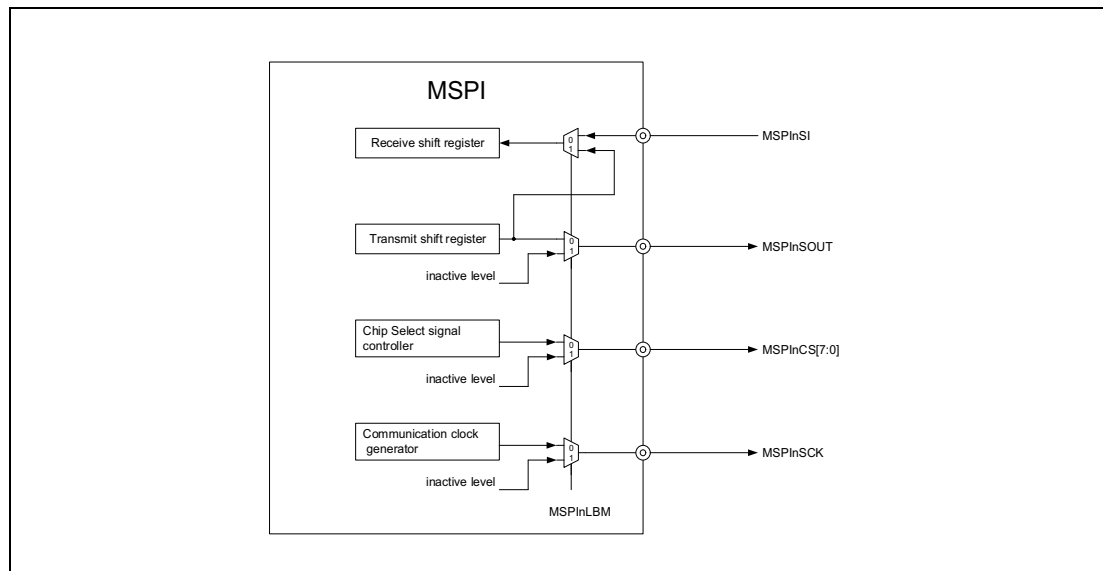 MSPI
Receive shift register
0
1
MSPInSI
Transmit shift register
0
1
MSPInSOUT
inactive level
Chip Select signal
controller
0
1
MSPInCS[7:0]
inactive level
Communication clock
generator
0
1
MSPInSCK
inactive level
MSPInLBM